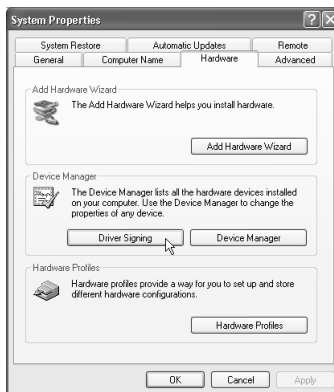 System Properties
System Restore Automatic Updates Remote
General Computer Name Hardware Advanced
Add Hardware Wizard
The Add Hardware Wizard helps you install hardware.
Add Hardware Wizard
Device Manager
The Device Manager lists all the hardware devices installed
on your computer. Use the Device Manager to change the
properties of any device.
Driver Signing Device Manager
Hardware Profiles
Hardware profiles provide a way for you to set up and store
different hardware configurations.
Hardware Profiles
OK Cancel Apply